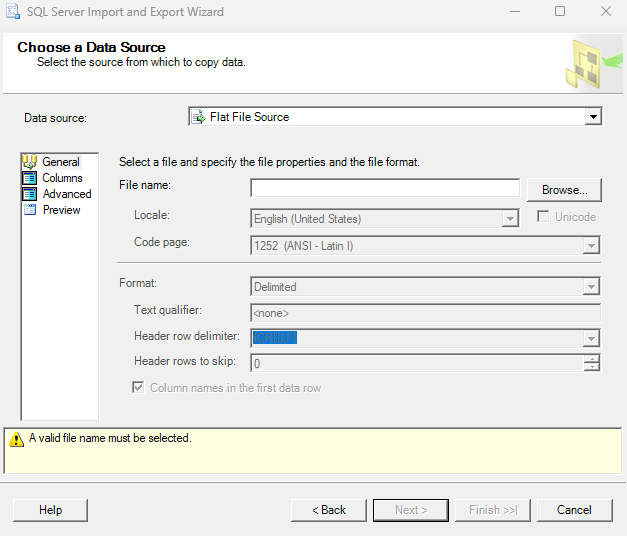 SQL Server Import and Export Wizard
Choose a Data Source
Select the source from which to copy data.
Data source:
Flat File Source
General
Columns
Advanced
Preview
Select a file and specify the file properties and the file format.
File name:
Browse...
Locale:
English (United States)
Unicode
Code page:
1252 (ANSI - Latin I)
Format:
Delimited
Text qualifier:
<none>
Header row delimiter:
{CR}{LF}
Header rows to skip:
0
Column names in the first data row
A valid file name must be selected.
Help
< Back
Next >
Finish >>|
Cancel